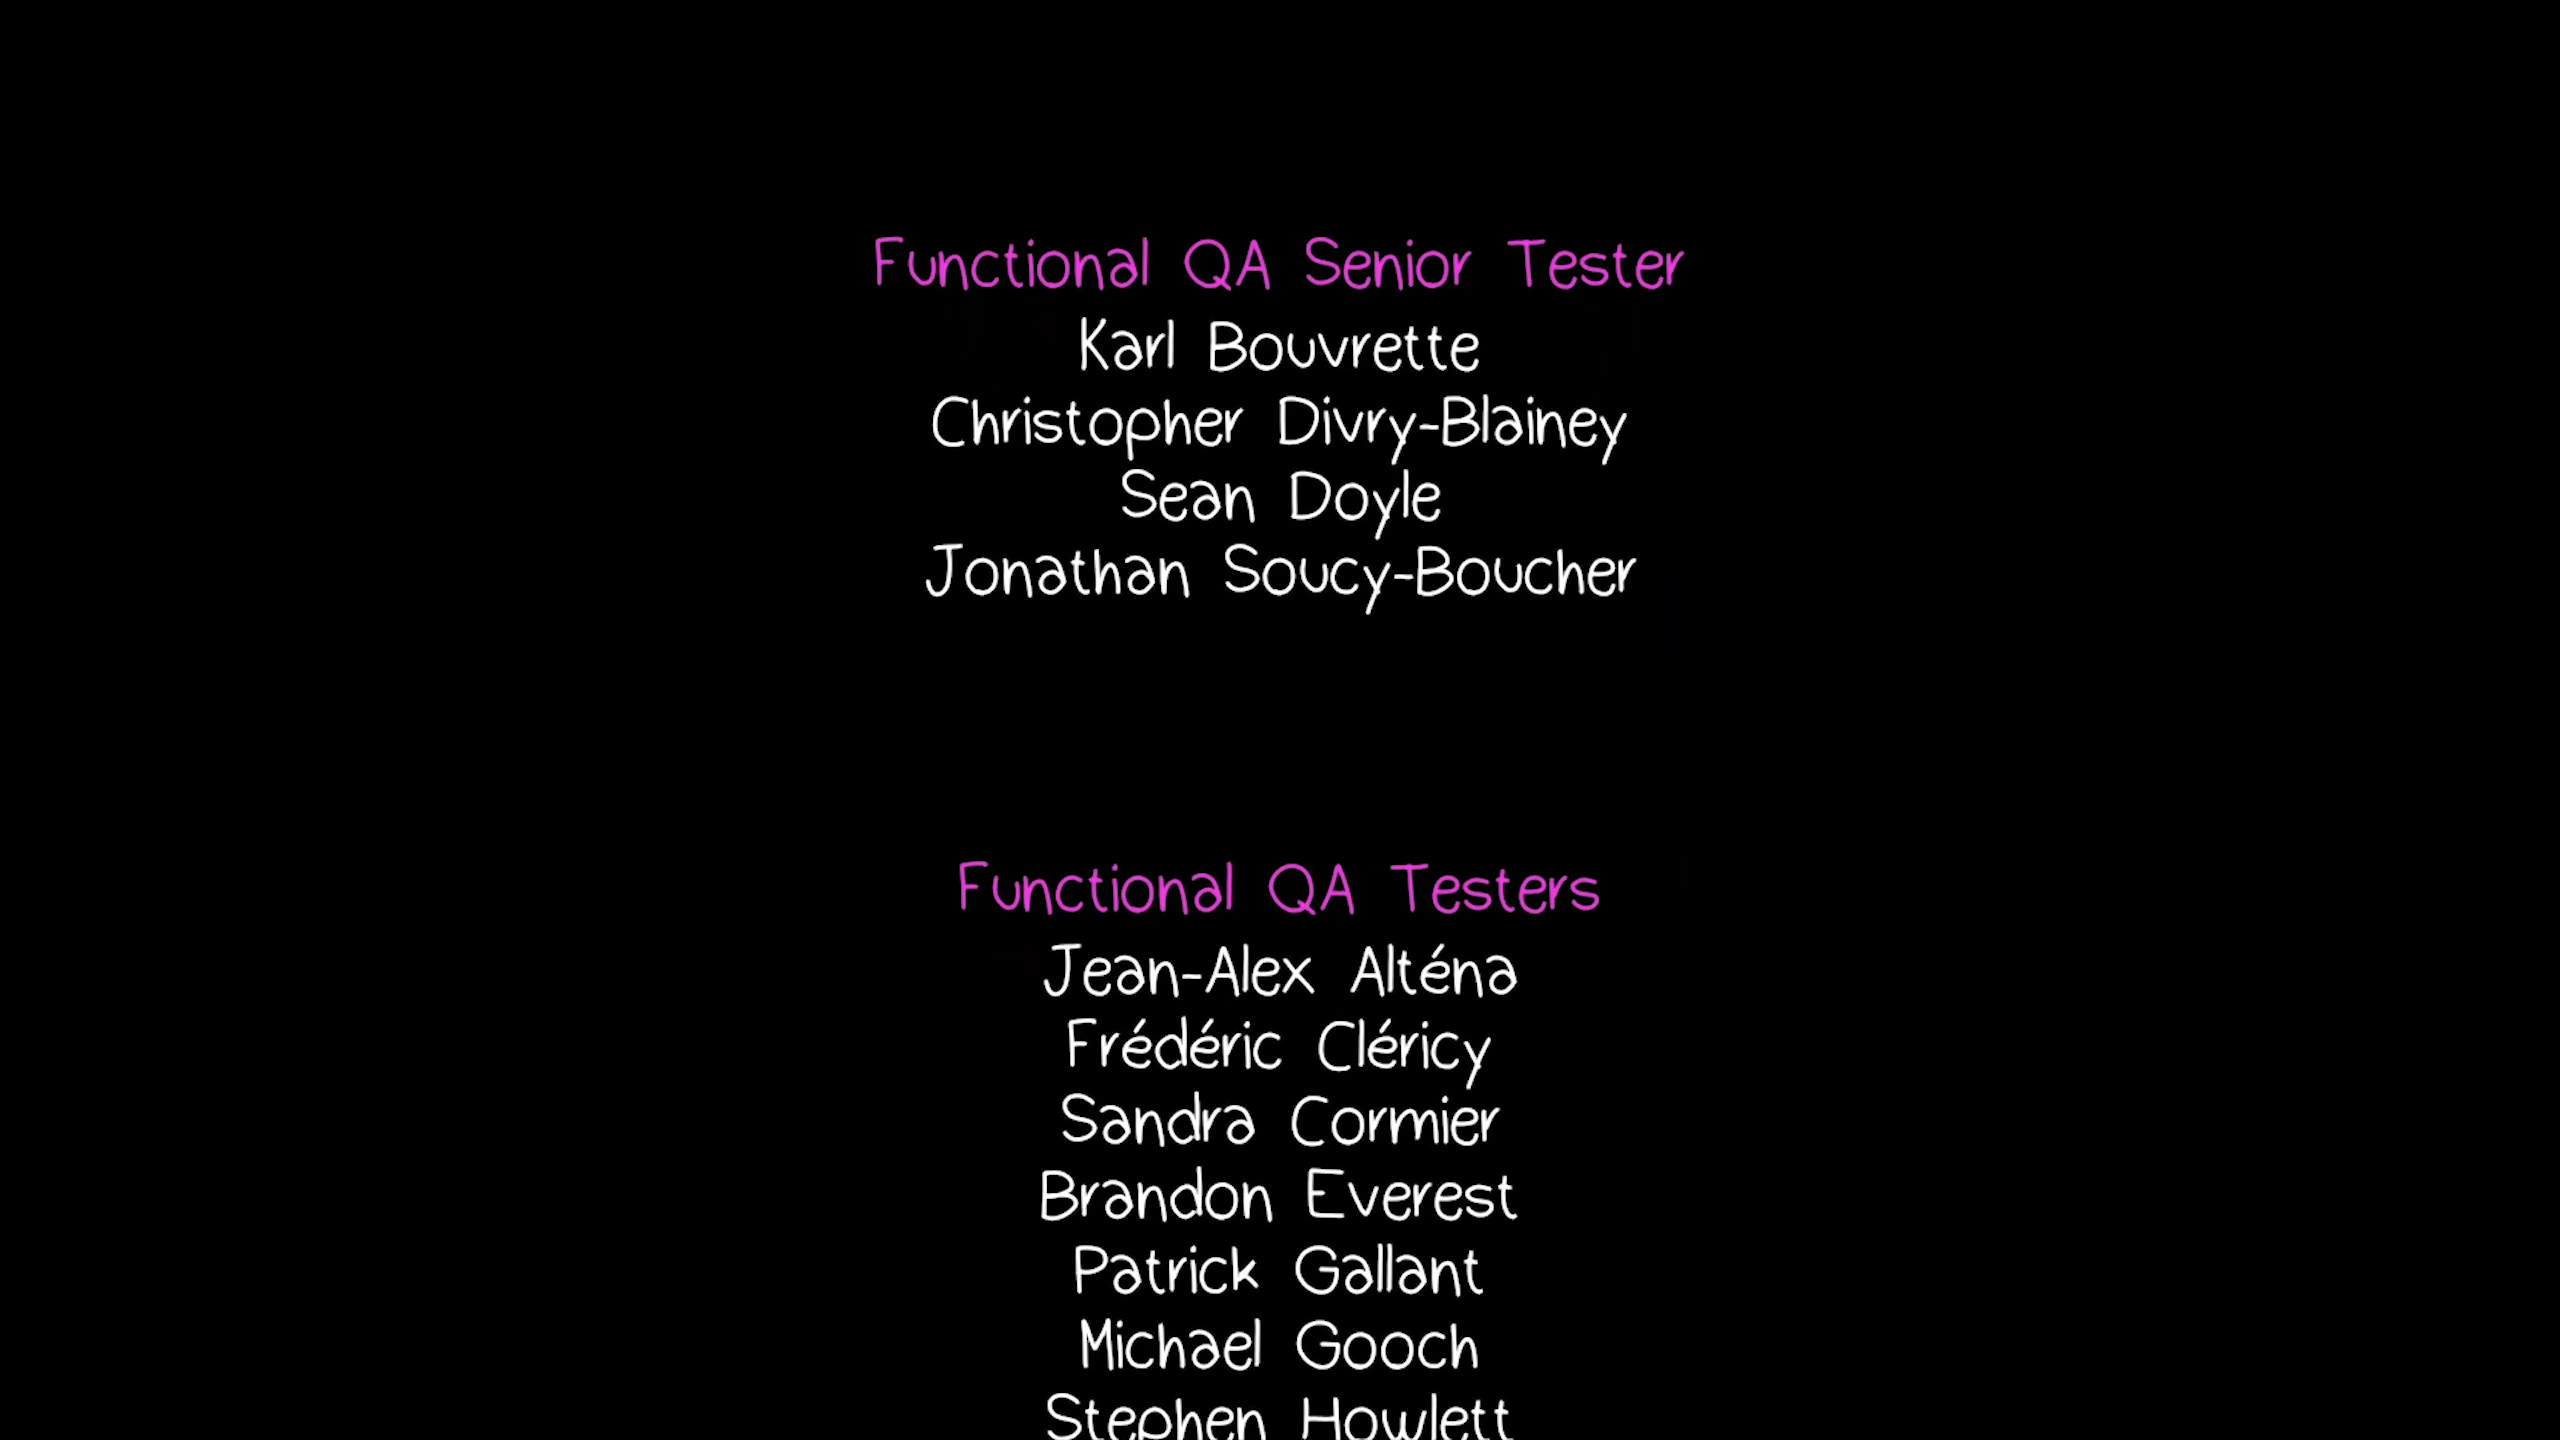 Functional QA Senior Tester
Karl Bouvrette
Christopher Divry-Blainey
Sean Doyle
Jonathan Soucy-Boucher
Functional QA Testers
Jean-Alex Alténa
Frédéric Cléricy
Sandra Cormier
Brandon Everest
Patrick Gallant
Michael Gooch
Stephen Howlett